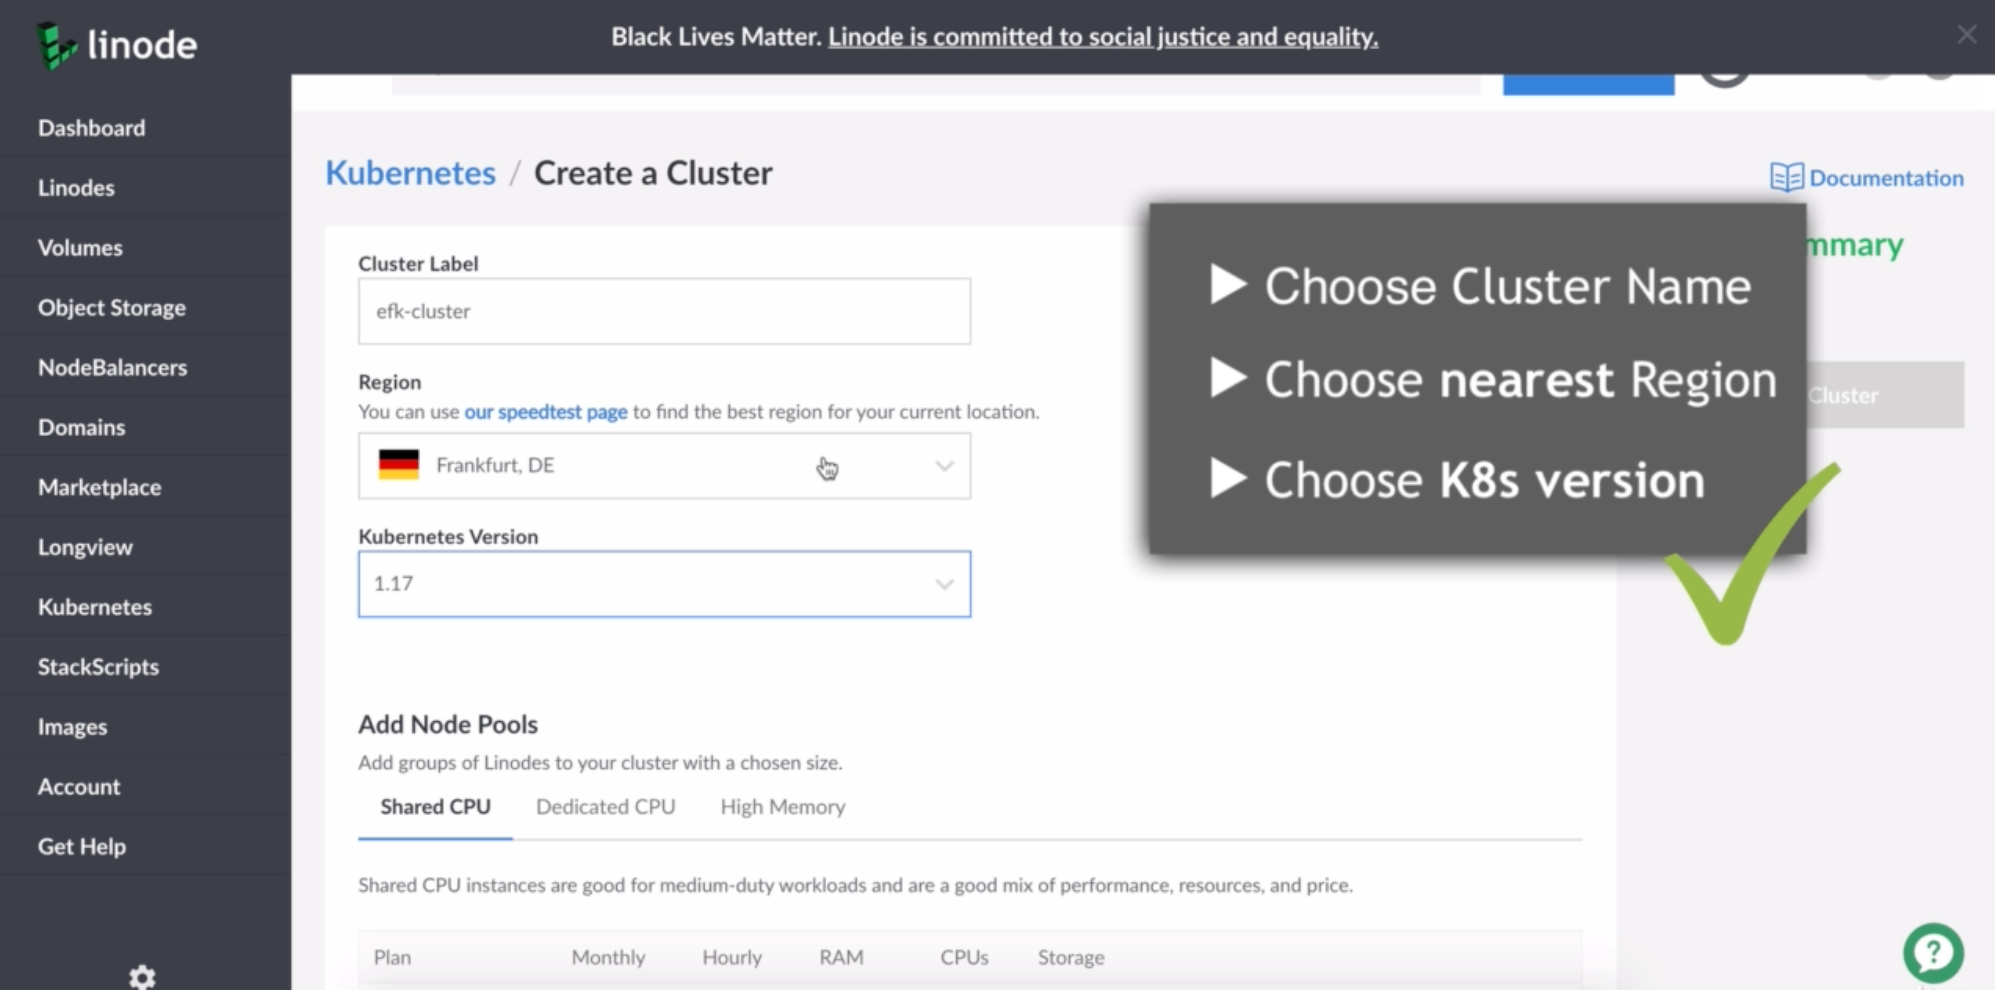 linode
Black Lives Matter. Linode is committed to social justice and equality.
Dashboard
Linodes
Volumes
Object Storage
NodeBalancers
Domains
Marketplace
Longview
Kubernetes
StackScripts
Images
Account
Get Help
Kubernetes / Create a Cluster
Documentation
Cluster Label
efk-cluster
Region
You can use our speedtest page to find the best region for your current location.
Frankfurt, DE
Kubernetes Version
1.17
Add Node Pools
Add groups of Linodes to your cluster with a chosen size.
Shared CPU Dedicated CPU High Memory
Shared CPU instances are good for medium-duty workloads and are a good mix of performance, resources, and price.
Plan Monthly Hourly RAM CPUs Storage
Choose Cluster Name
Choose nearest Region
Choose K8s version
Cluster
?